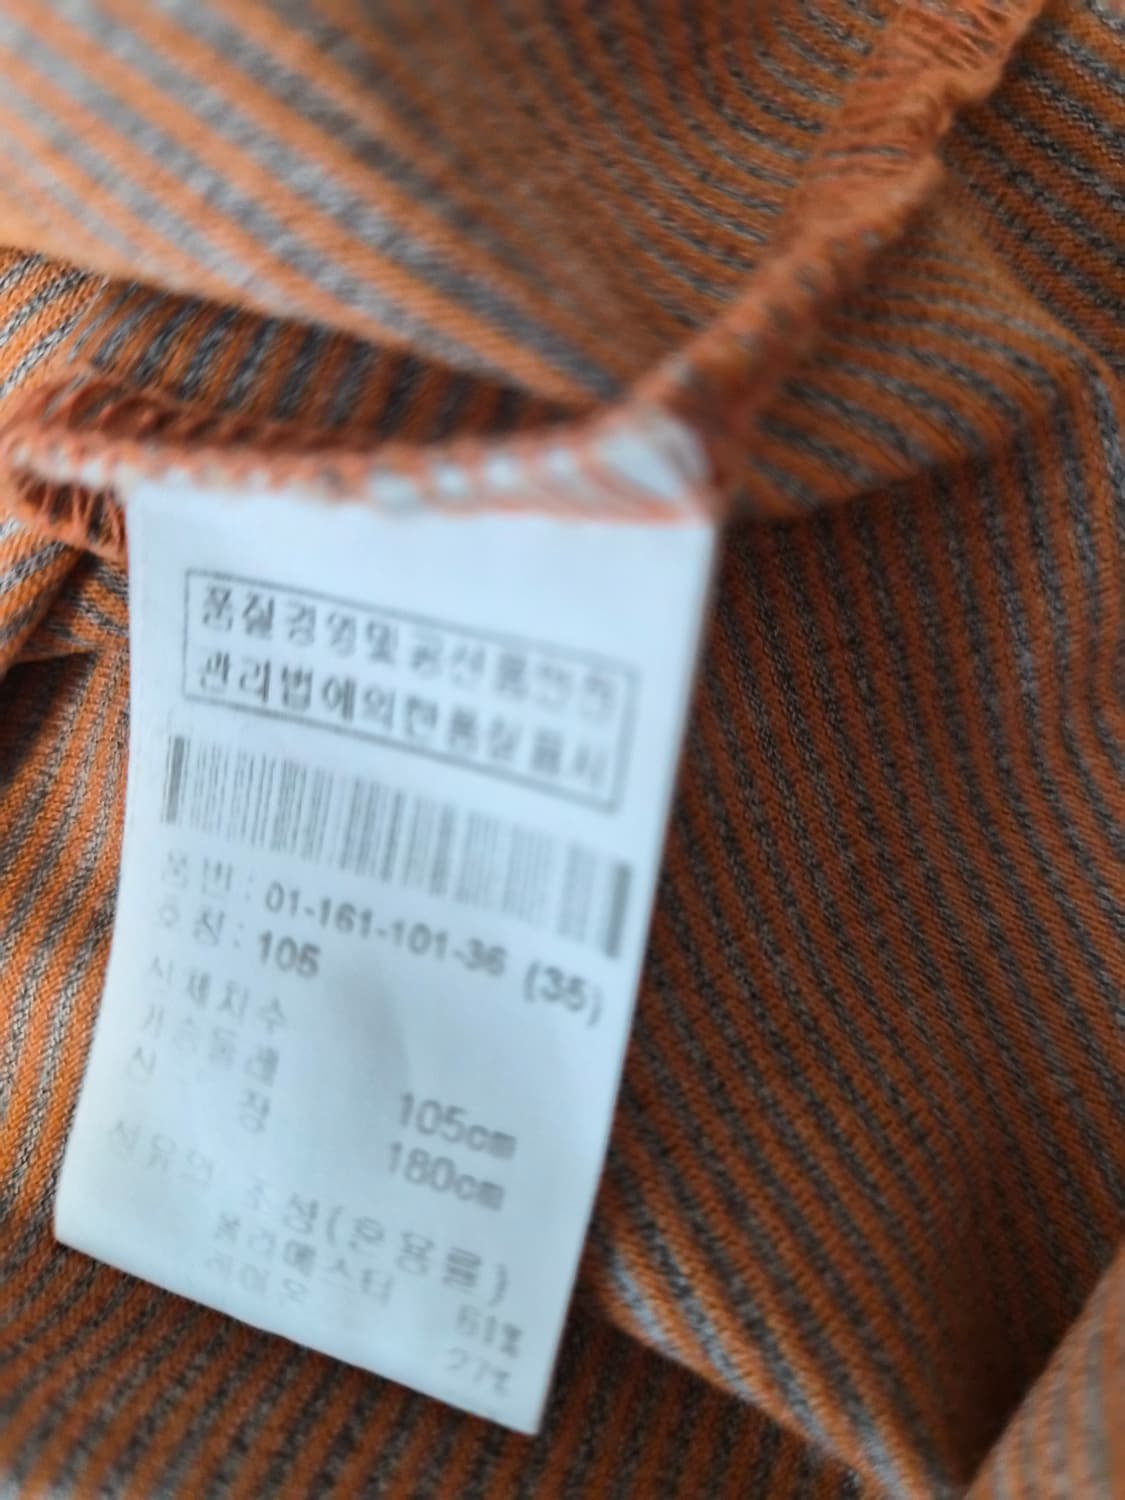 품질경영및공산품안전
관리법에의한품질표시
품번 : 01-161-101-36 (35)
호칭 : 105
신체치수
가슴둘레 105cm
신 장 180cm
섬유의 조성(혼용률)
폴리에스터 61%
레이온 27%